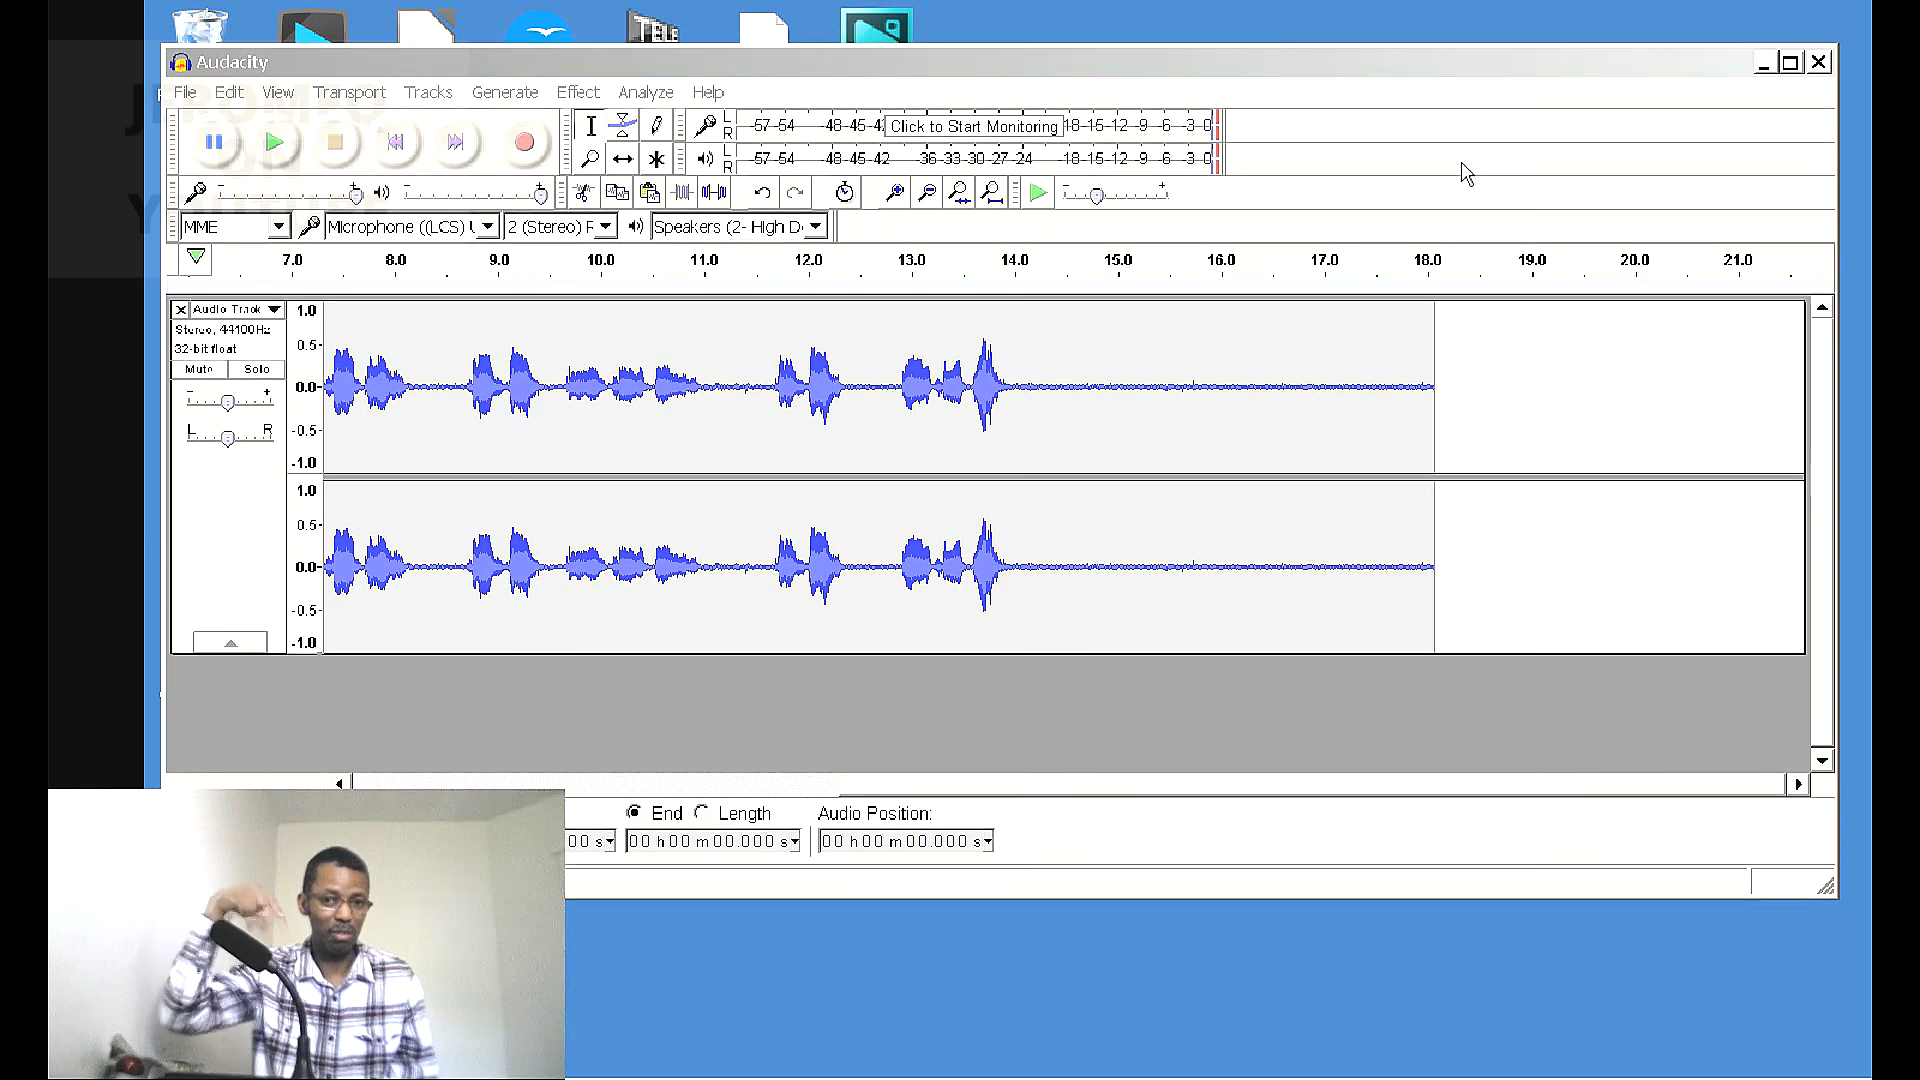 TELE
Audacity
File Edit View Transport Tracks Generate Effect Analyze Help
JEROMEO
ON
L
R
-57-54 -48-45-42 Click to Start Monitoring 18-15-12 -9 -6 -3 0
L
R
-57-54 -48-45-42 -36-33-30-27-24 -18-15-12 -9 -6 -3 0
MME Microphone ((LCS) 2 (Stereo) R Speakers (2- High D
7.0 8.0 9.0 10.0 11.0 12.0 13.0 14.0 15.0 16.0 17.0 18.0 19.0 20.0 21.0
Audio Track
Stereo, 44100Hz
32-bit float
Mute Solo
- +
L R
1.0
0.5-
0.0-
-0.5-
-1.0
1.0
0.5-
0.0-
-0.5-
-1.0
End Length Audio Position:
00 s 00 h 00 m 00.000 s 00 h 00 m 00.000 s